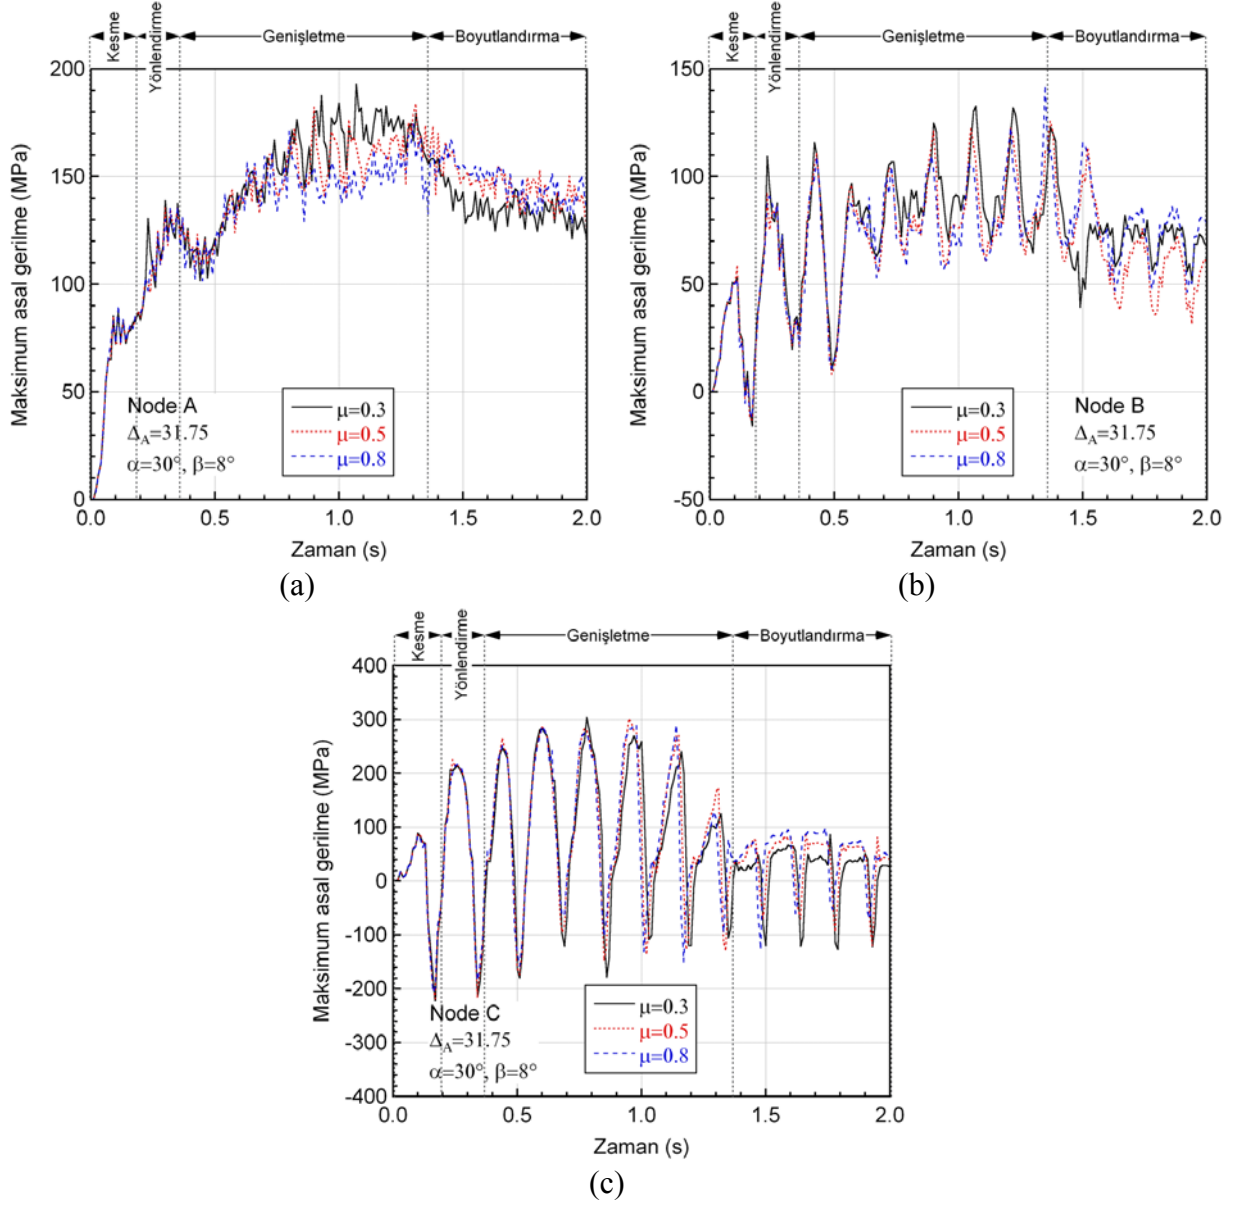 Kesme
Yönlendirme
Genişletme
Boyutlandırma
200
150
100
50
0
Maksimum asal gerilme (MPa)
Node A
Δ_A=31.75
α=30°, β=8°
μ=0.3
μ=0.5
μ=0.8
0.0 0.5 1.0 1.5 2.0
Zaman (s)
(a)
Kesme
Yönlendirme
Genişletme
Boyutlandırma
150
100
50
0
-50
Maksimum asal gerilme (MPa)
μ=0.3
μ=0.5
μ=0.8
Node B
Δ_A=31.75
α=30°, β=8°
0.0 0.5 1.0 1.5 2.0
Zaman (s)
(b)
Kesme
Yönlendirme
Genişletme
Boyutlandırma
400
300
200
100
0
-100
-200
-300
-400
Maksimum asal gerilme (MPa)
Node C
Δ_A=31.75
α=30°, β=8°
μ=0.3
μ=0.5
μ=0.8
0.0 0.5 1.0 1.5 2.0
Zaman (s)
(c)